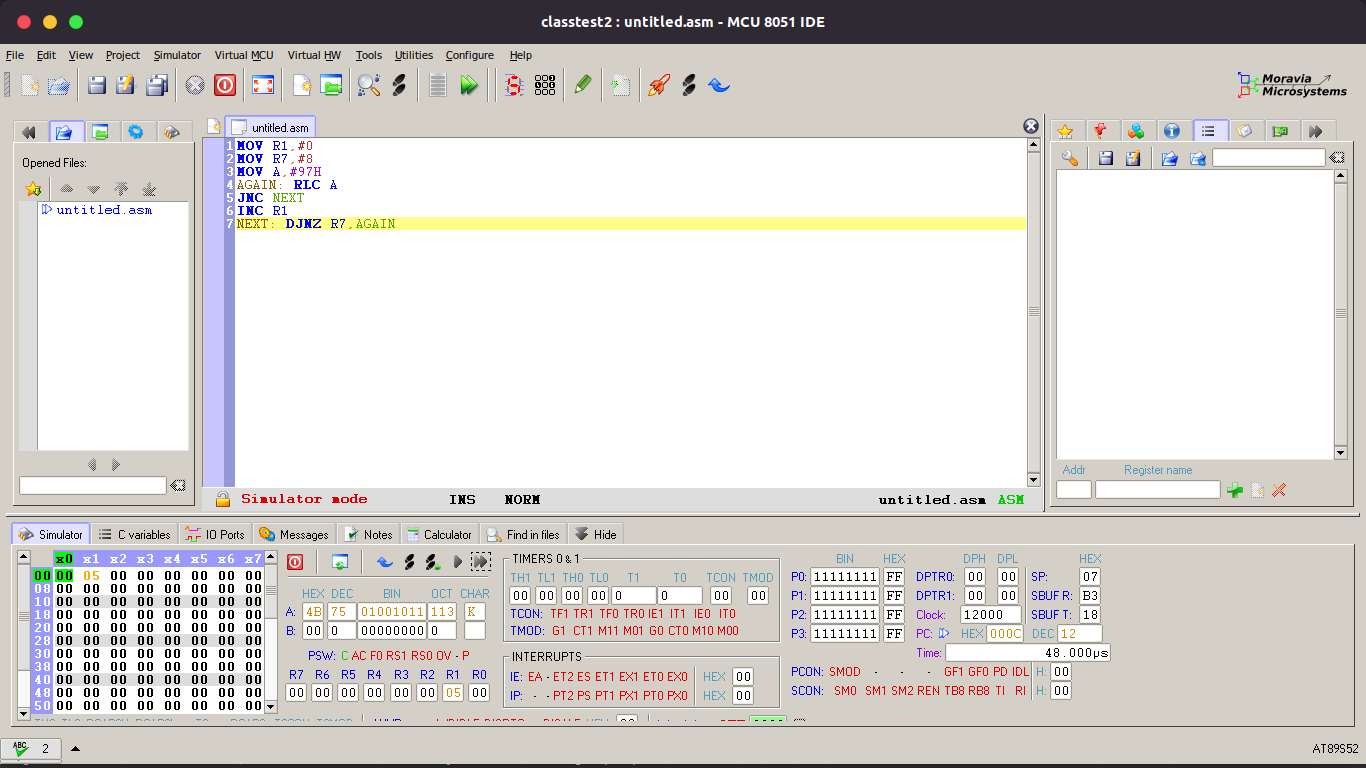 classtest2 : untitled.asm - MCU 8051 IDE
File Edit View Project Simulator Virtual MCU Virtual HW Tools Utilities Configure Help
Moravia
Microsystems
untitled.asm
Opened Files:
untitled.asm
1 MOV R1,#0
2 MOV R7,#8
3 MOV A,#97H
4 AGAIN: RLC A
5 JNC NEXT
6 INC R1
7 NEXT: DJNZ R7,AGAIN
Addr Register name
Simulator mode INS NORM untitled.asm ASM
Simulator C variables IO Ports Messages Notes Calculator Find in files Hide
x0 x1 x2 x3 x4 x5 x6 x7
00 00 05 00 00 00 00 00 00
08 00 00 00 00 00 00 00 00
10 00 00 00 00 00 00 00 00
18 00 00 00 00 00 00 00 00
20 00 00 00 00 00 00 00 00
28 00 00 00 00 00 00 00 00
30 00 00 00 00 00 00 00 00
38 00 00 00 00 00 00 00 00
40 00 00 00 00 00 00 00 00
48 00 00 00 00 00 00 00 00
50 00 00 00 00 00 00 00 00
HEX DEC BIN OCT CHAR
A: 4B 75 01001011 113 K
B: 00 0 00000000 0
PSW: C AC F0 RS1 RS0 OV - P
R7 R6 R5 R4 R3 R2 R1 R0
00 00 00 00 00 00 05 00
TIMERS 0 & 1
TH1 TL1 TH0 TL0 T1 T0 TCON TMOD
00 00 00 00 0 0 00 00
TCON: TF1 TR1 TF0 TR0 IE1 IT1 IE0 IT0
TMOD: G1 CT1 M11 M01 G0 CT0 M10 M00
INTERRUPTS
IE: EA - ET2 ES ET1 EX1 ET0 EX0 HEX 00
IP: - - PT2 PS PT1 PX1 PT0 PX0 HEX 00
BIN HEX
P0: 11111111 FF
P1: 11111111 FF
P2: 11111111 FF
P3: 11111111 FF
DPH DPL HEX
DPTR0: 00 00 SP: 07
DPTR1: 00 00 SBUF R: B3
Clock: 12000 SBUF T: 18
PC: HEX 000C DEC 12
Time: 48.000µs
PCON: SMOD - - - GF1 GF0 PD IDL H: 00
SCON: SM0 SM1 SM2 REN TB8 RB8 TI RI H: 00
ABC 2
AT89S52